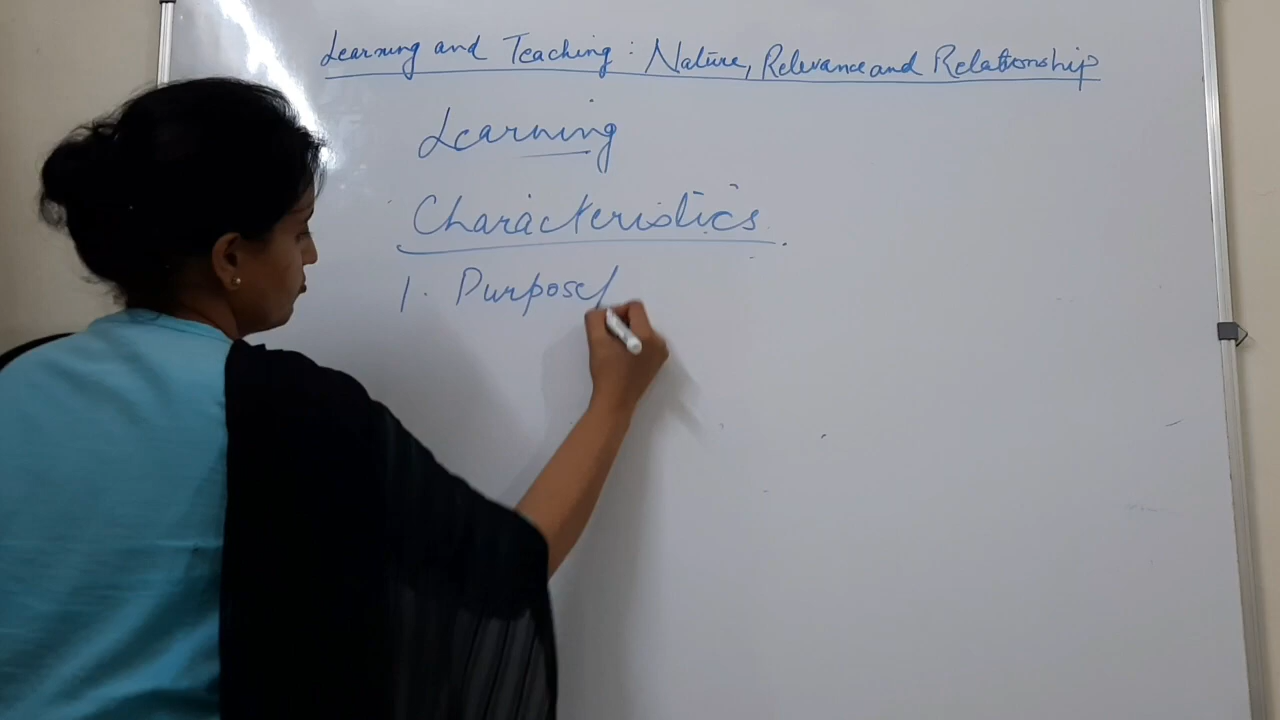 Learning and Teaching : Nature, Relevance and Relationship
Learning
Characteristics
1. Purposef